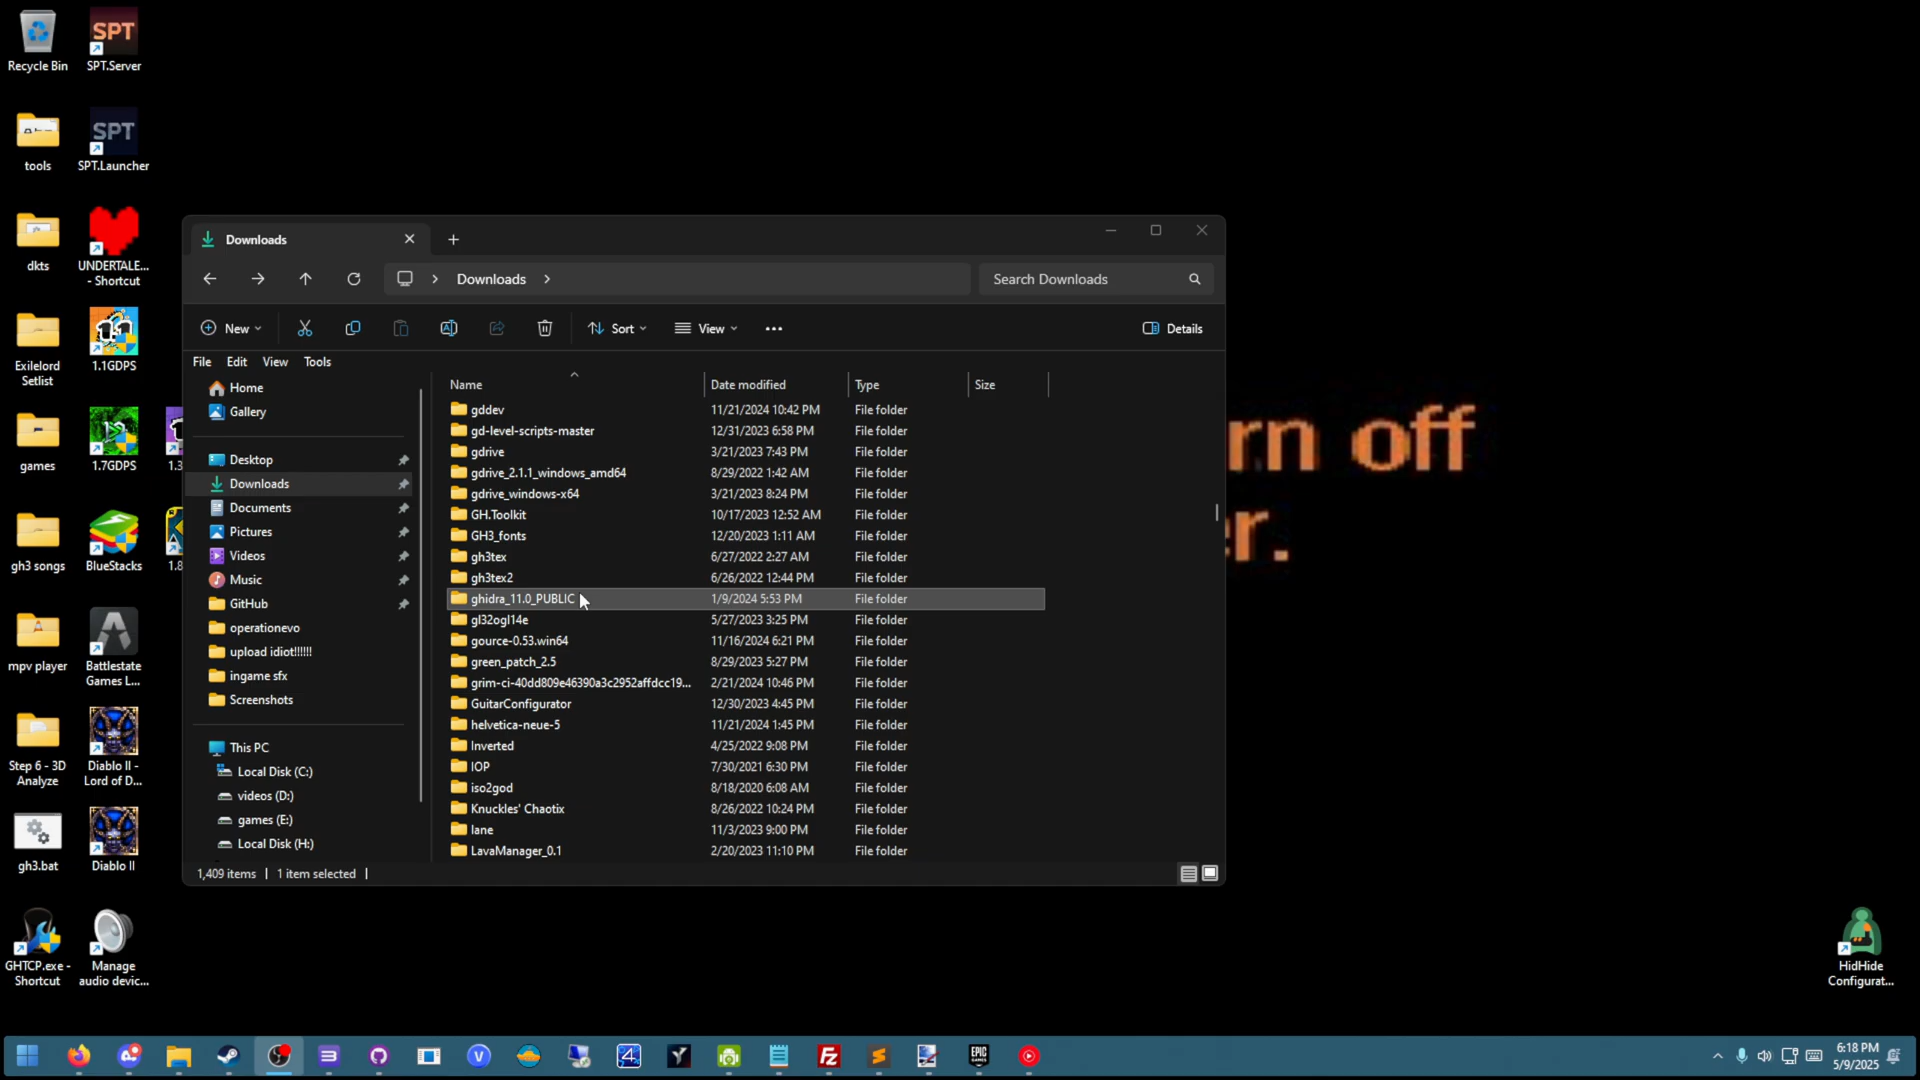 Recycle Bin
SPT
SPT.Server
tools
SPT
SPT.Launcher
dkts
UNDERTALE...
- Shortcut
Exilelord
Setlist
1.1GDPS
games
1.7GDPS
1.3
gh3 songs
BlueStacks
1.8
mpv player
Battlestate
Games L...
Step 6 - 3D
Analyze
Diablo II -
Lord of D...
gh3.bat
Diablo II
GHTCP.exe -
Shortcut
Manage
audio devic...
Downloads
Downloads
Search Downloads
New
Sort
View
Details
File Edit View Tools
Home
Gallery
Desktop
Downloads
Documents
Pictures
Videos
Music
GitHub
operationevo
upload idiot!!!!!!
ingame sfx
Screenshots
This PC
Local Disk (C:)
videos (D:)
games (E:)
Local Disk (H:)
Name Date modified Type Size
gddev 11/21/2024 10:42 PM File folder
gd-level-scripts-master 12/31/2023 6:58 PM File folder
gdrive 3/21/2023 7:43 PM File folder
gdrive_2.1.1_windows_amd64 8/29/2022 1:42 AM File folder
gdrive_windows-x64 3/21/2023 8:24 PM File folder
GH.Toolkit 10/17/2023 12:52 AM File folder
GH3_fonts 12/20/2023 1:11 AM File folder
gh3tex 6/27/2022 2:27 AM File folder
gh3tex2 6/26/2022 12:44 PM File folder
ghidra_11.0_PUBLIC 1/9/2024 5:53 PM File folder
gl32ogl14e 5/27/2023 3:25 PM File folder
gource-0.53.win64 11/16/2024 6:21 PM File folder
green_patch_2.5 8/29/2023 5:27 PM File folder
grim-ci-40dd809e46390a3c2952affdcc19... 2/21/2024 10:46 PM File folder
GuitarConfigurator 12/30/2023 4:45 PM File folder
helvetica-neue-5 11/21/2024 1:45 PM File folder
Inverted 4/25/2022 9:08 PM File folder
IOP 7/30/2021 6:30 PM File folder
iso2god 8/18/2020 6:08 AM File folder
Knuckles' Chaotix 8/26/2022 10:24 PM File folder
lane 11/3/2023 9:00 PM File folder
LavaManager_0.1 2/20/2023 11:10 PM File folder
1,409 items 1 item selected
rn off
r.
HidHide
Configurat...
EPIC
GAMES
6:18 PM
5/9/2025